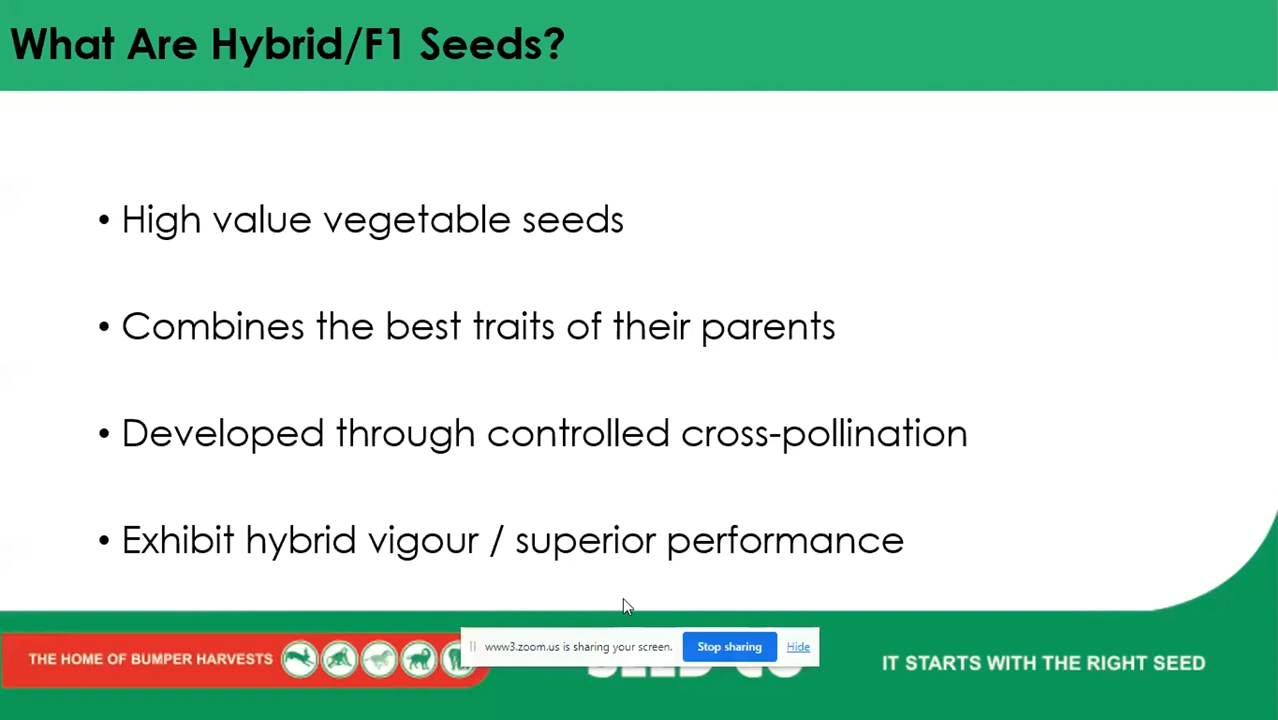 What Are Hybrid/F1 Seeds?
• High value vegetable seeds
• Combines the best traits of their parents
• Developed through controlled cross-pollination
• Exhibit hybrid vigour / superior performance
THE HOME OF BUMPER HARVESTS
www3.zoom.us is sharing your screen.
Stop sharing
Hide
SEED CO
IT STARTS WITH THE RIGHT SEED